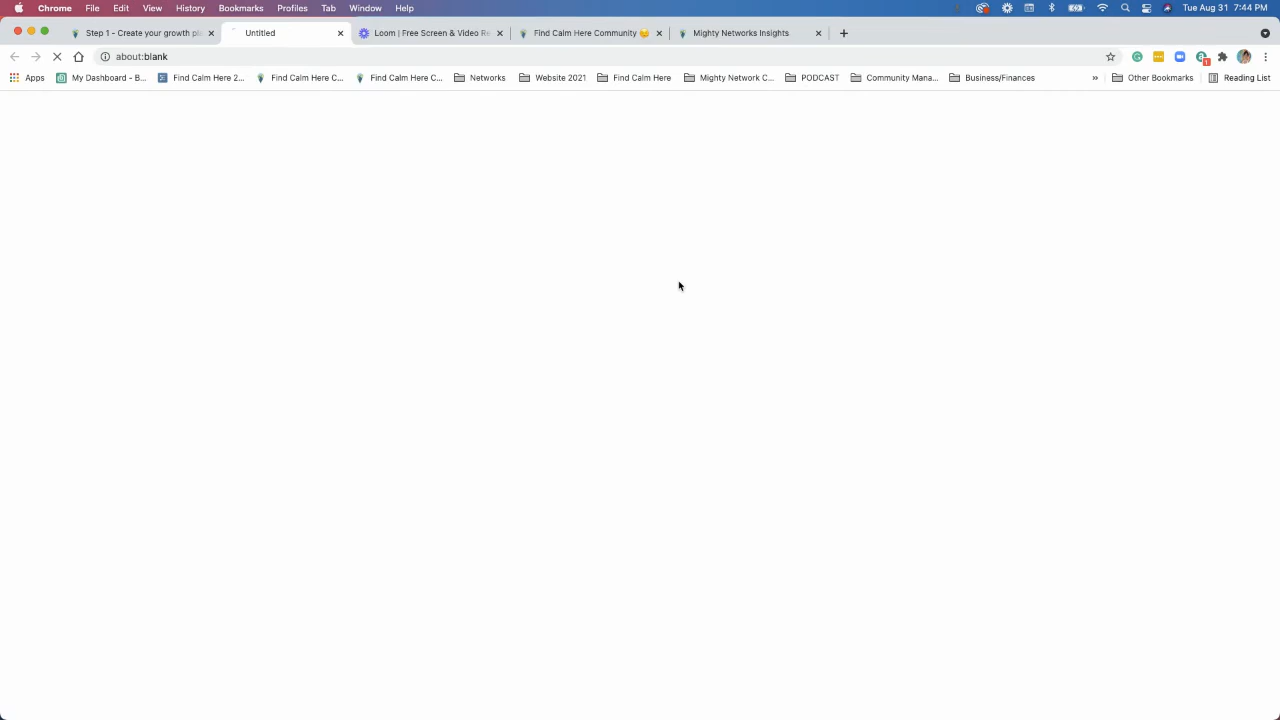 Chrome File Edit View History Bookmarks Profiles Tab Window Help Tue Aug 31 7:44 PM
Step 1 - Create your growth pla Untitled Loom | Free Screen & Video Re Find Calm Here Community 😌 Mighty Networks Insights
about:blank 1
Apps My Dashboard - B... Find Calm Here 2... Find Calm Here C... Find Calm Here C... Networks Website 2021 Find Calm Here Mighty Network C... PODCAST Community Mana... Business/Finances » Other Bookmarks Reading List